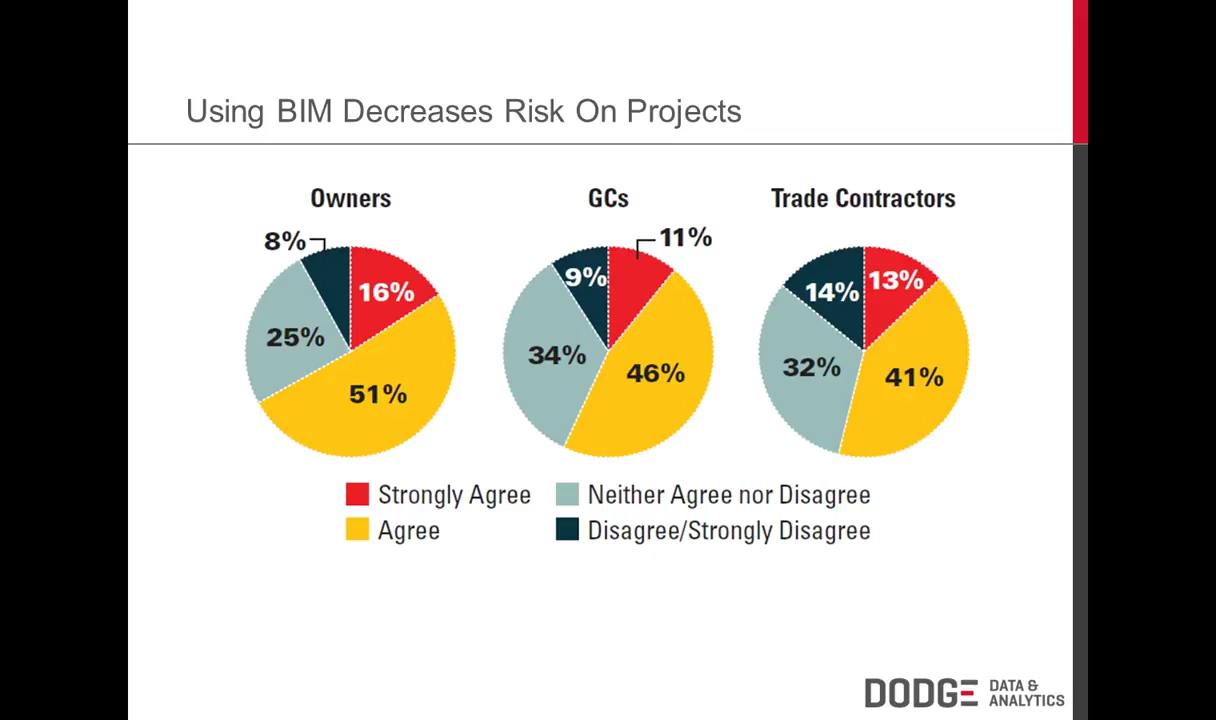 Using BIM Decreases Risk On Projects
Owners
GCs
Trade Contractors
8%
16%
25%
51%
11%
9%
34%
46%
14%
13%
32%
41%
Strongly Agree
Neither Agree nor Disagree
Agree
Disagree/Strongly Disagree
DODGE
DATA &
ANALYTICS